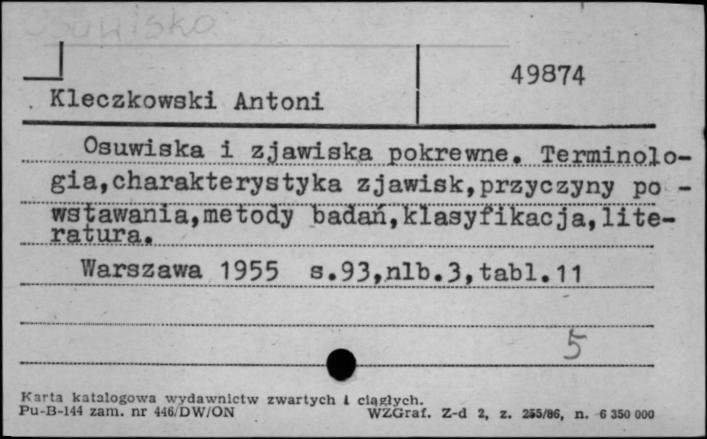 Osuwisko
49874
Kleczkowski Antoni
Osuwiska i zjawiska pokrewne. Terminolo-
gia,charakterystyka zjawisk,przyczyny po -
wstawania,metody badań,klasyfikacja,lite-
ratura.
Warszawa 1955 s.93,nlb.3,tabl.11
5
Karta katalogowa wydawnictw zwartych i ciągłych.
Pu-B-144 zam. nr 446/DW/ON WZGraf. Z-d 2, z. 255/86, n. 6 350 000